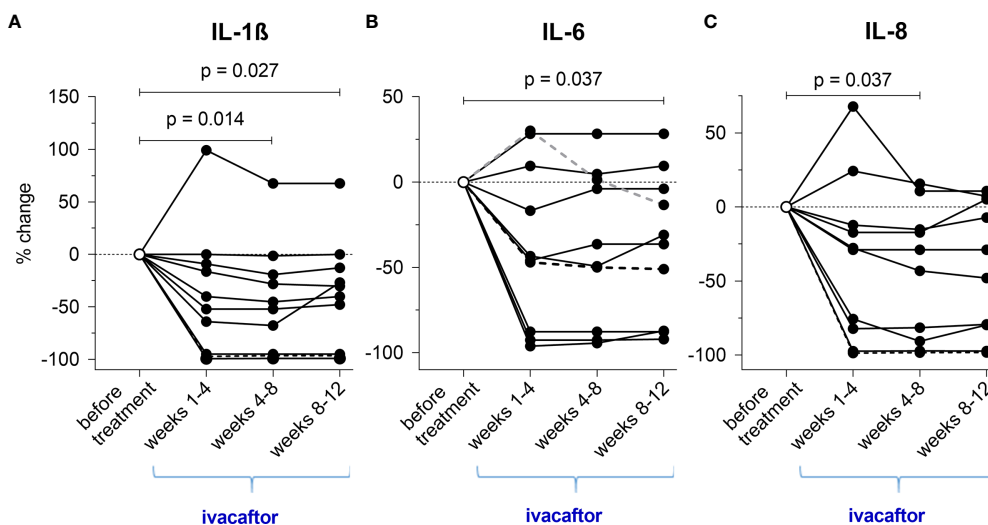 A
IL-1ß
p = 0.027
p = 0.014
% change
150
100
50
0
-50
-100
before
treatment
weeks 1-4
weeks 4-8
weeks 8-12
ivacaftor
B
IL-6
p = 0.037
50
0
-50
-100
before
treatment
weeks 1-4
weeks 4-8
weeks 8-12
ivacaftor
C
IL-8
p = 0.037
50
0
-50
-100
before
treatment
weeks 1-4
weeks 4-8
weeks 8-12
ivacaftor